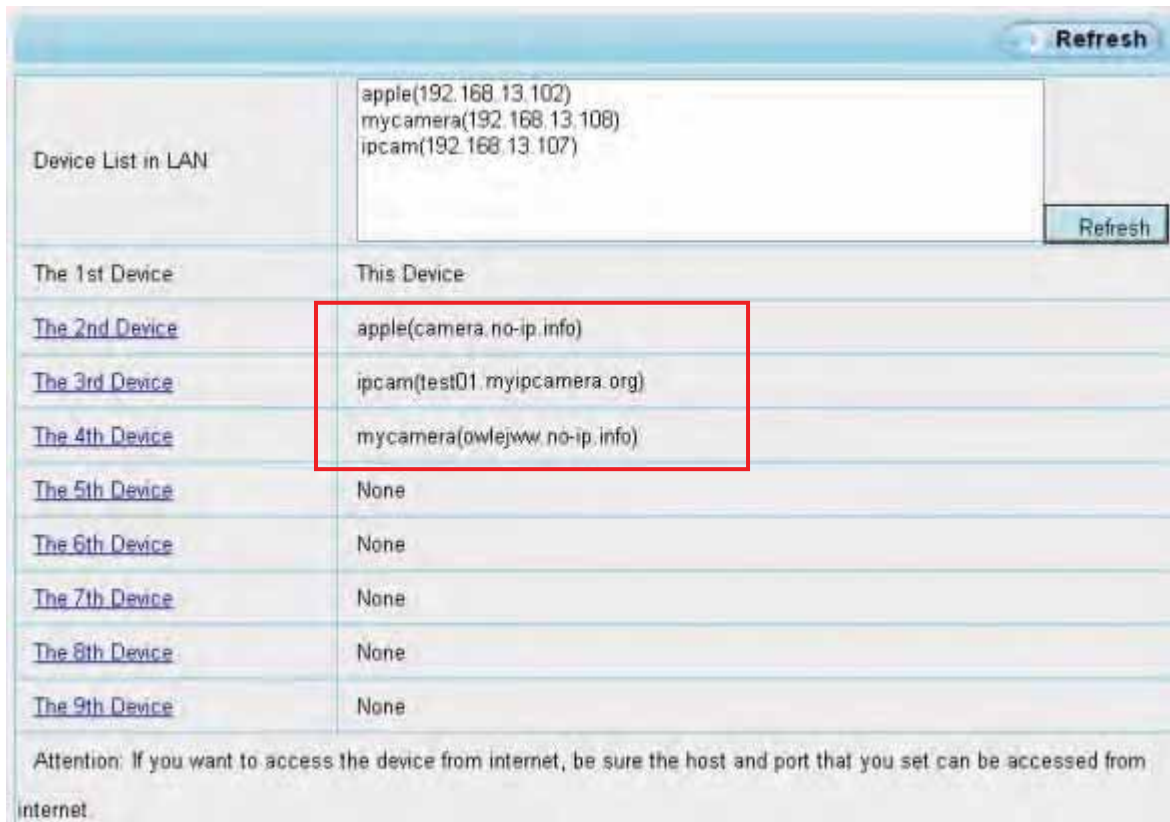 Refresh
Device List in LAN
apple(192.168.13.102)
mycamera(192.168.13.108)
ipcam(192.168.13.107)
Refresh
The 1st Device This Device
The 2nd Device apple(camera.no-ip.info)
The 3rd Device ipcam(test01.myipcamera.org)
The 4th Device mycamera(owlejww.no-ip.info)
The 5th Device None
The 6th Device None
The 7th Device None
The 8th Device None
The 9th Device None
Attention: If you want to access the device from internet, be sure the host and port that you set can be accessed from
internet.